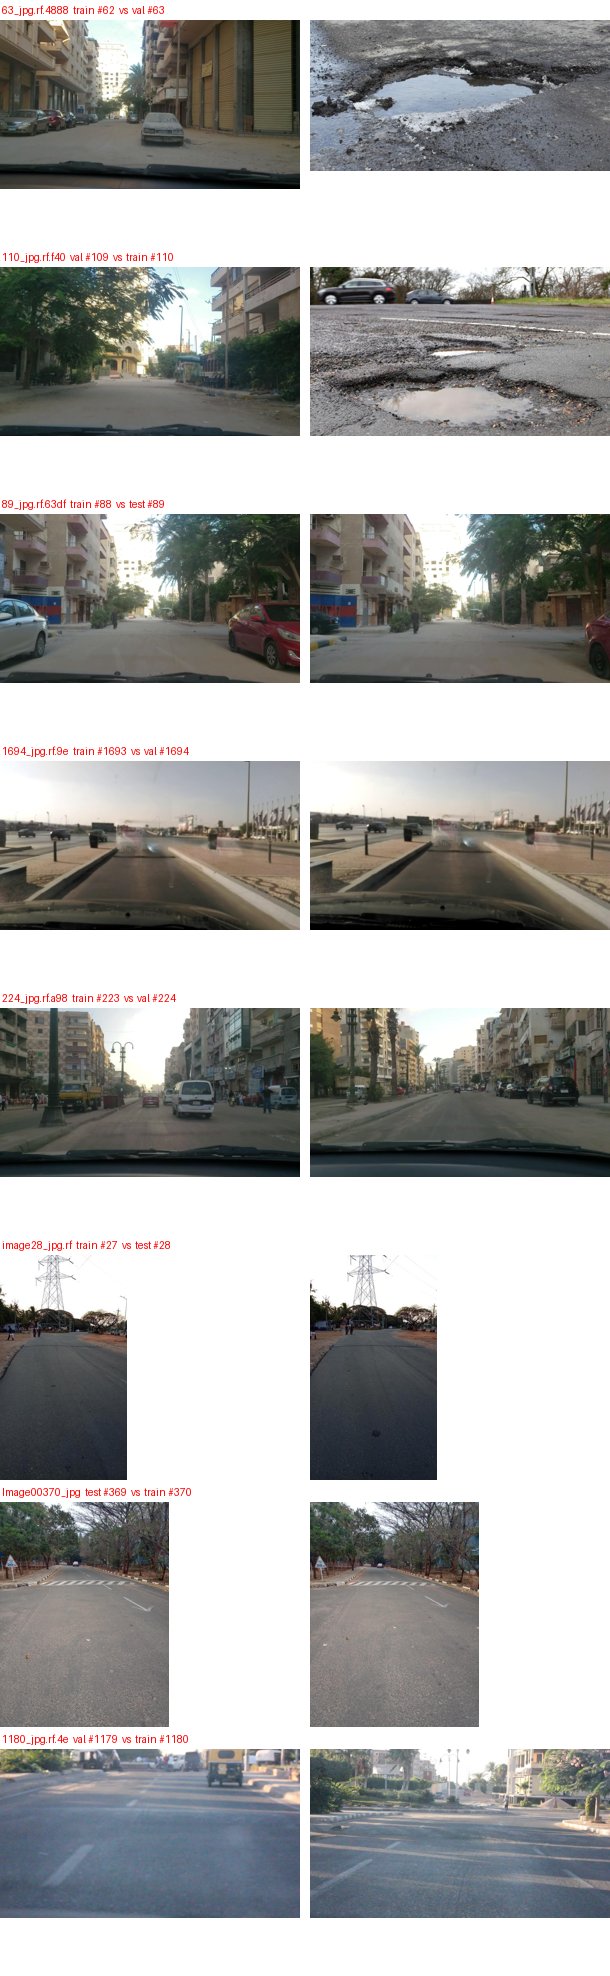 63_jpg.rf.4888 train #62 vs val #63
110_jpg.rf.f40 val #109 vs train #110
89_jpg.rf.63df train #88 vs test #89
1694_jpg.rf.9e train #1693 vs val #1694
224_jpg.rf.a98 train #223 vs val #224
image28_jpg.rf train #27 vs test #28
Image00370_jpg test #369 vs train #370
1180_jpg.rf.4e val #1179 vs train #1180